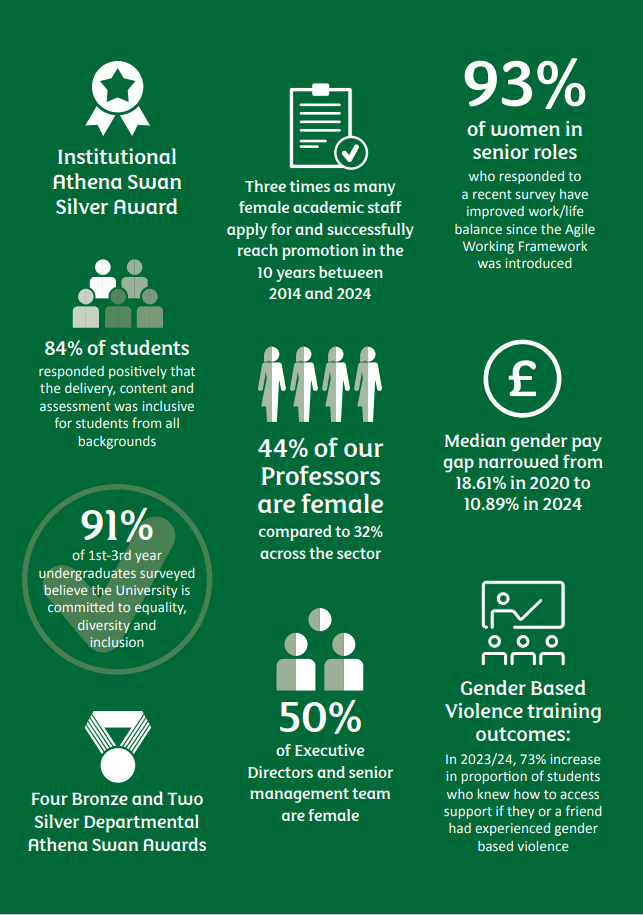 Institutional
Athena Swan
Silver Award
Three times as many
female academic staff
apply for and successfully
reach promotion in the
10 years between
2014 and 2024
93%
of women in
senior roles
who responded to
a recent survey have
improved work/life
balance since the Agile
Working Framework
was introduced
84% of students
responded positively that
the delivery, content and
assessment was inclusive
for students from all
backgrounds
44% of our
Professors
are female
compared to 32%
across the sector
£
Median gender pay
gap narrowed from
18.61% in 2020 to
10.89% in 2024
91%
of 1st-3rd year
undergraduates surveyed
believe the University is
committed to equality,
diversity and
inclusion
50%
of Executive
Directors and senior
management team
are female
Gender Based
Violence training
outcomes:
In 2023/24, 73% increase
in proportion of students
who knew how to access
support if they or a friend
had experienced gender
based violence
Four Bronze and Two
Silver Departmental
Athena Swan Awards